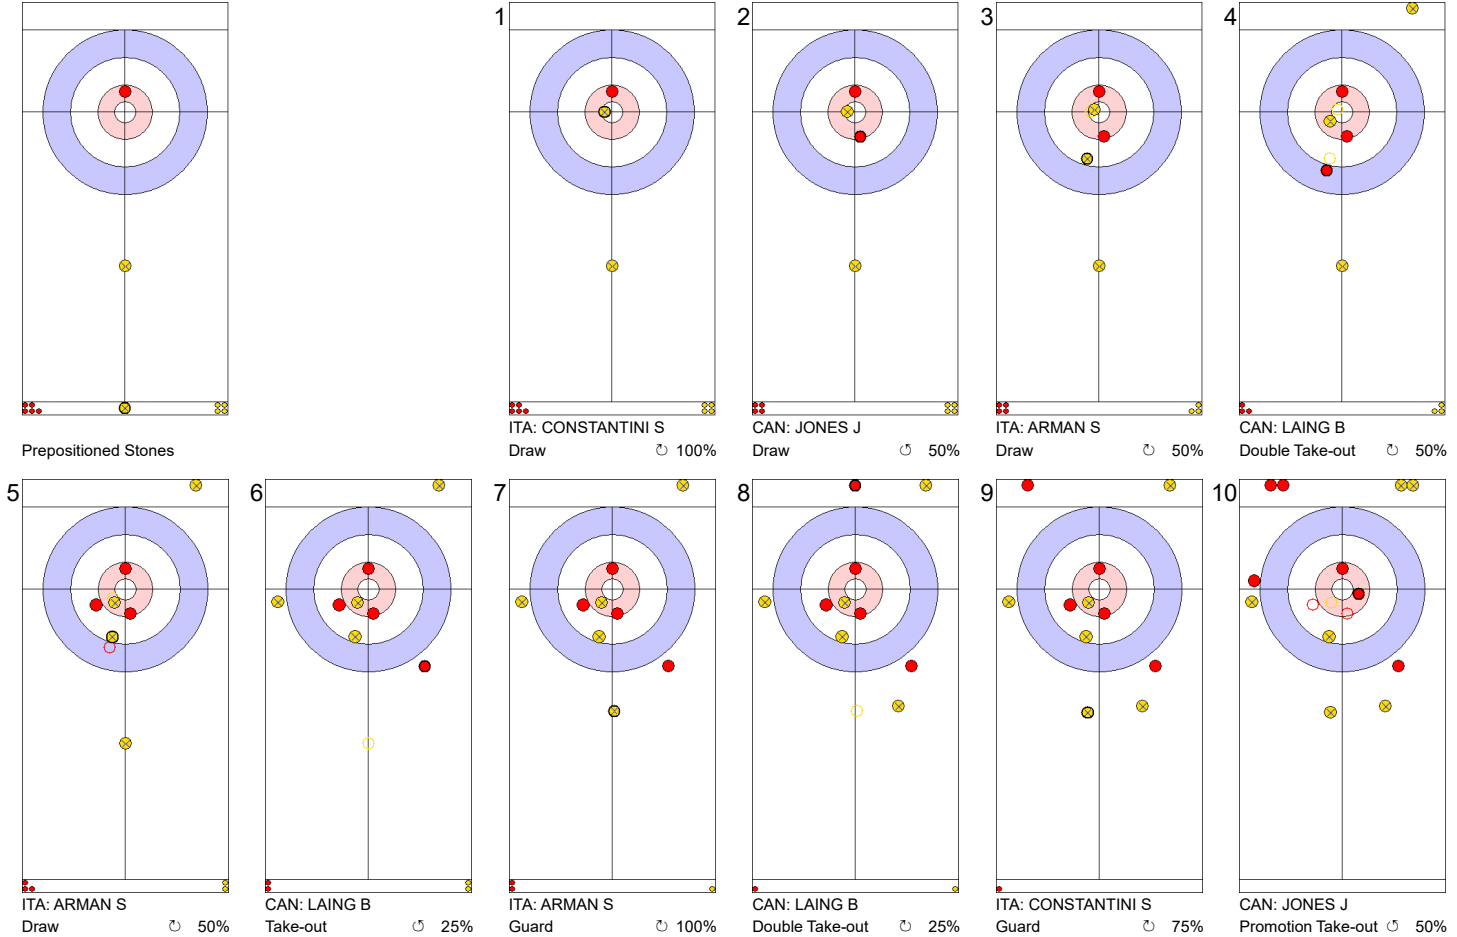 1
2
3
4
Prepositioned Stones
ITA: CONSTANTINI S
Draw ↻ 100%
CAN: JONES J
Draw ↺ 50%
ITA: ARMAN S
Draw ↻ 50%
CAN: LAING B
Double Take-out ↻ 50%
5
6
7
8
9
10
ITA: ARMAN S
Draw ↻ 50%
CAN: LAING B
Take-out ↺ 25%
ITA: ARMAN S
Guard ↻ 100%
CAN: LAING B
Double Take-out ↻ 25%
ITA: CONSTANTINI S
Guard ↻ 75%
CAN: JONES J
Promotion Take-out ↺ 50%